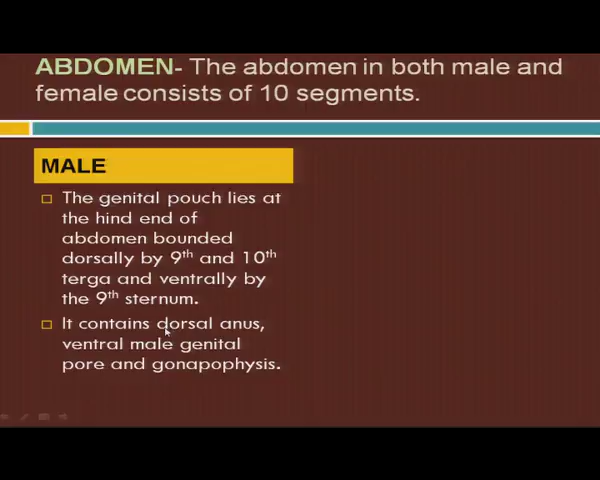 ABDOMEN- The abdomen in both male and
female consists of 10 segments.
MALE
The genital pouch lies at
the hind end of
abdomen bounded
dorsally by 9th and 10th
terga and ventrally by
the 9th sternum.
It contains dorsal anus,
ventral male genital
pore and gonapophysis.